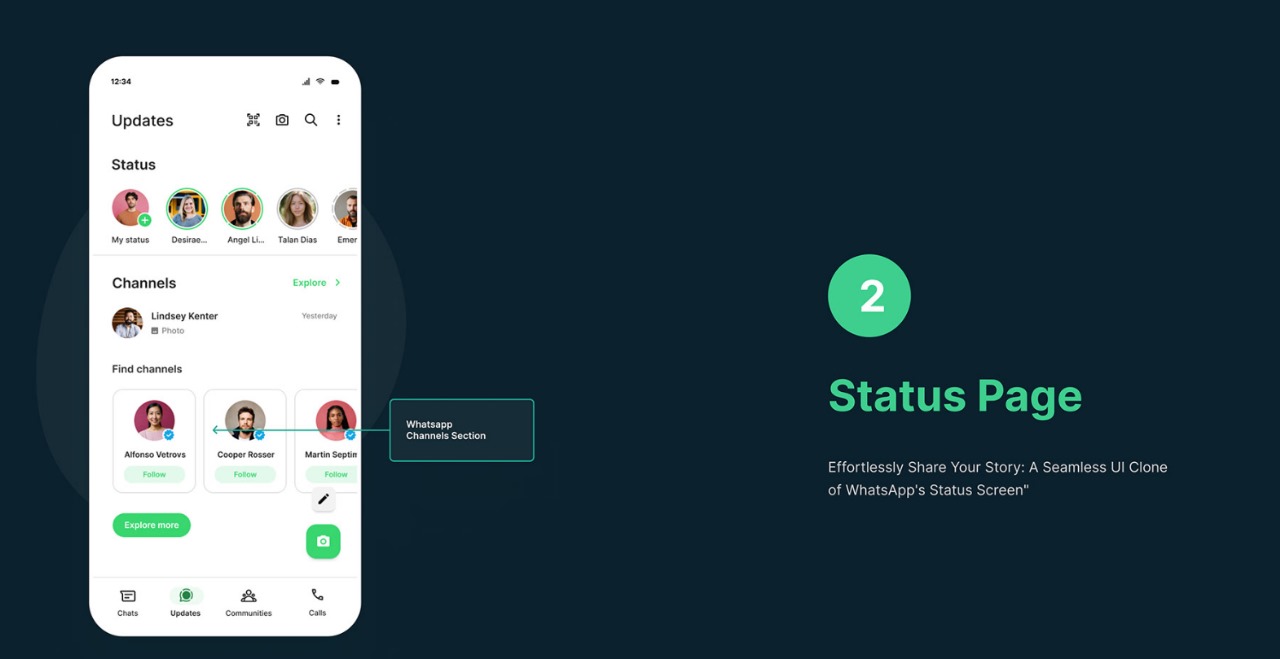 12:34
Updates
Status
My status
Desirae...
Angel Li...
Talan Dias
Emer
Channels
Explore
Lindsey Kenter
Yesterday
Photo
Find channels
Alfonso Vetrovs
Cooper Rosser
Martin Septim
Follow
Follow
Follow
Explore more
Chats
Updates
Communities
Calls
Whatsapp
Channels Section
2
Status Page
Effortlessly Share Your Story: A Seamless UI Clone
of WhatsApp's Status Screen"